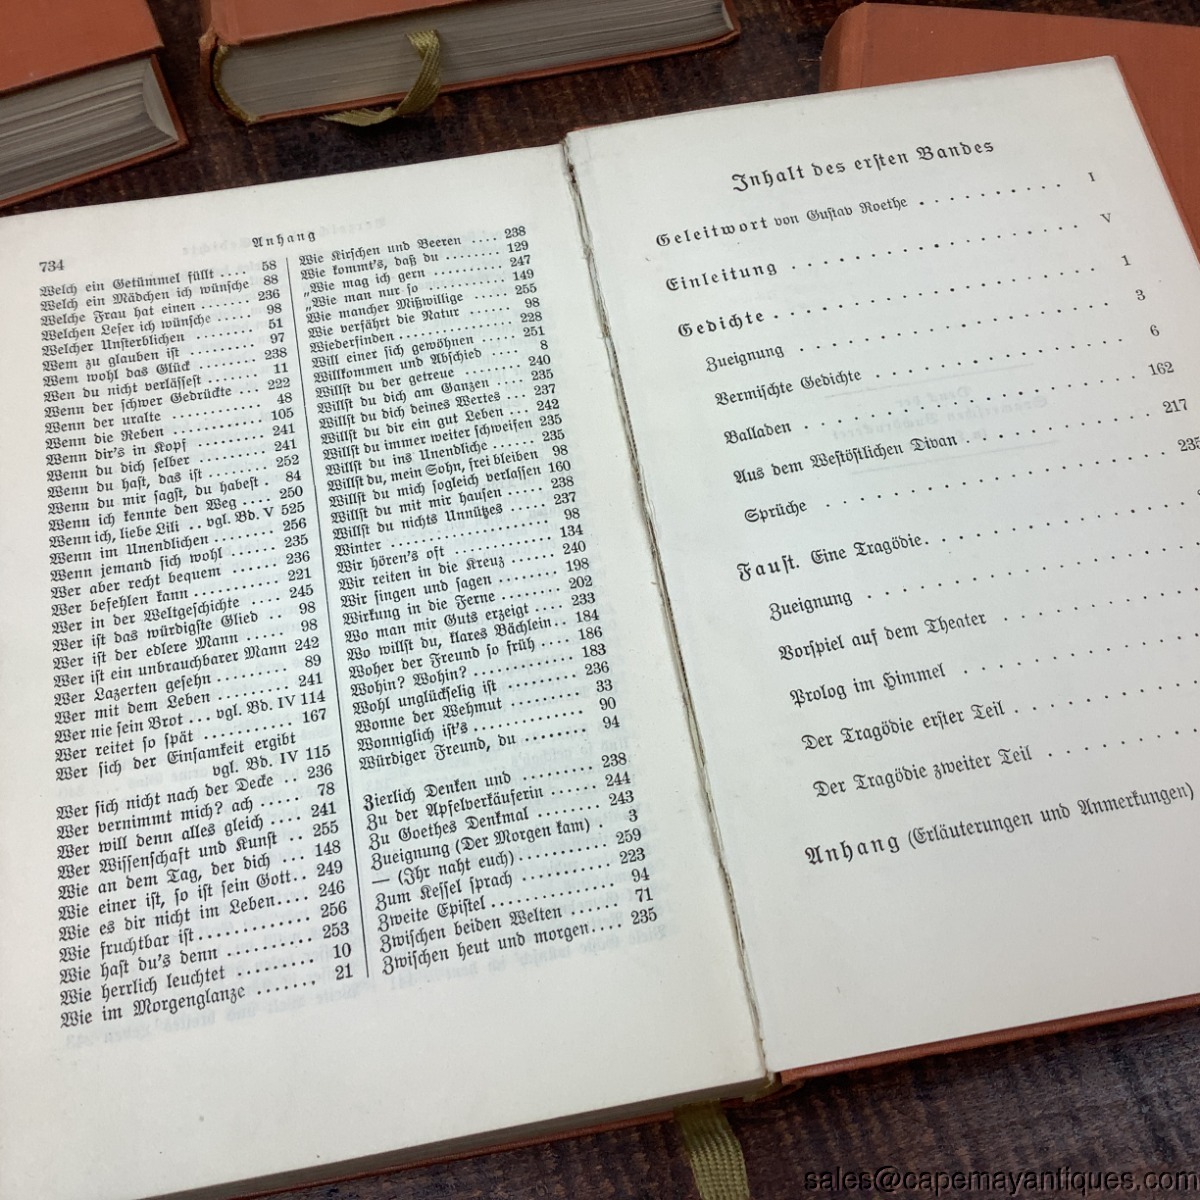 734
Anhang
Welch ein Getümmel füllt .... 58
Welch ein Mädchen ich wünsche 88
Welche Frau hat einen ....... 236
Welchen Leser ich wünsche ..... 98
Welcher Unsterblichen ........ 51
Wem zu glauben ist ......... 97
Wem wohl das Glück ....... 238
Wen du nicht verlässest ....... 11
Wenn der schwer Gedrückte .. 222
Wenn der uralte ............ 48
Wenn die Reben ........... 105
Wenn dir's in Kopf ........ 241
Wenn du dich selber ........ 241
Wenn du hast, das ist ....... 252
Wenn du mir sagst, du habest . 84
Wenn ich kennte den Weg .... 250
Wenn ich, liebe Lili .. vgl. Bd. V 525
Wenn im Unendlichen ....... 256
Wenn jemand sich wohl ...... 235
Wer aber recht bequem ...... 236
Wer befehlen kann .......... 221
Wer in der Weltgeschichte .... 245
Wer ist das würdigste Glied .. 98
Wer ist der edlere Mann ..... 98
Wer ist ein unbrauchbarer Mann 242
Wer Lazerten gesehn ........ 89
Wer mit dem Leben ........ 241
Wer nie sein Brot ... vgl. Bd. IV 114
Wer reitet so spät .......... 167
Wer sich der Einsamkeit ergibt
vgl. Bd. IV 115
Wer sich nicht nach der Decke .. 236
Wer vernimmt mich? ach ..... 78
Wer will denn alles gleich .... 241
Wer Wissenschaft und Kunst .. 255
Wie an dem Tag, der dich ... 148
Wie einer ist, so ist sein Gott.. 249
Wie es dir nicht im Leben.... 246
Wie fruchtbar ist........... 256
Wie hast du's denn ......... 253
Wie herrlich leuchtet ........ 10
Wie im Morgenglanze ....... 21
Wie Kirschen und Beeren .... 238
Wie kommt's, daß du ........ 129
„Wie mag ich gern .......... 247
„Wie man nur so ........... 149
Wie mancher Mißwillige ..... 255
Wie verfährt die Natur ...... 98
Wiederfinden ............... 228
Will einer sich gewöhnen ..... 251
Willkommen und Abschied .... 8
Willst du der getreue ........ 240
Willst du dich am Ganzen .... 235
Willst du dich deines Wertes ... 237
Willst du dir ein gut Leben ... 242
Willst du immer weiter schweifen 235
Willst du ins Unendliche ..... 235
Willst du, mein Sohn, frei bleiben 98
Willst du mich sogleich verlassen 160
Willst du mit mir hausen ..... 238
Willst du nichts Unnützes ..... 237
Winter .................. 98
Wir hören's oft ............ 134
Wir reiten in die Kreuz ...... 240
Wir singen und sagen ........ 198
Wirkung in die Ferne ........ 202
Wo man mir Guts erzeigt .... 233
Wo willst du, klares Bächlein.. 184
Woher der Freund so früh .... 186
Wohin? Wohin? ............ 183
Wohl unglückselig ist ......... 236
Wonne der Wehmut ......... 33
Wonniglich ist's ............ 90
Würdiger Freund, du ........ 94
Zierlich Denken und ......... 238
Zu der Apfelverkäuferin ...... 244
Zu Goethes Denkmal ........ 243
Zueignung (Der Morgen kam) . 3
— (Ihr naht euch).......... 259
Zum Kessel sprach .......... 223
Zweite Epistel.............. 94
Zwischen beiden Welten ...... 71
Zwischen heut und morgen.... 235
Inhalt des ersten Bandes
Geleitwort von Gustav Roethe .......... I
Einleitung .................... V
Gedichte ..................... 1
Zueignung .................. 3
Vermischte Gedichte ............... 6
Balladen ................... 162
Aus dem Westöstlichen Divan ........... 217
Sprüche ................... 235
Faust. Eine Tragödie.
Zueignung
Vorspiel auf dem Theater
Prolog im Himmel
Der Tragödie erster Teil
Der Tragödie zweiter Teil
Anhang (Erläuterungen und Anmerkungen)
sales@capemayantiques.com